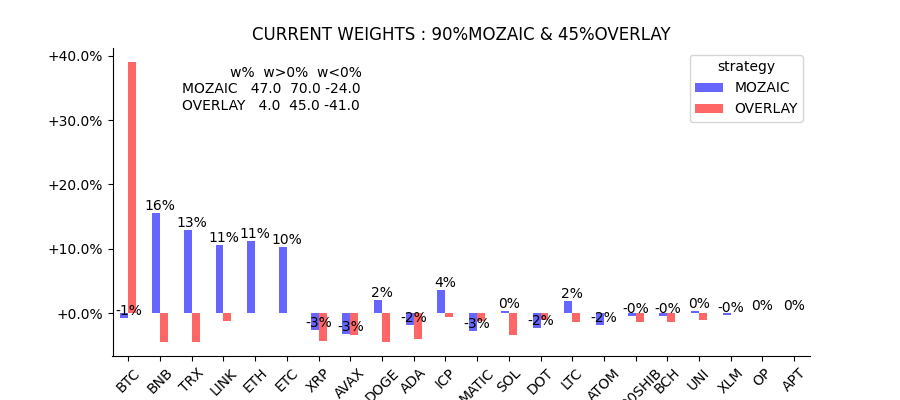 CURRENT WEIGHTS : 90%MOZAIC & 45%OVERLAY
w% w>0% w<0%
MOZAIC 47.0 70.0 -24.0
OVERLAY 4.0 45.0 -41.0
strategy
MOZAIC
OVERLAY
+40.0%
+30.0%
+20.0%
+10.0%
+0.0%
-1%
16%
13%
11%
11%
10%
-3%
-3%
2%
-2%
4%
-3%
0%
-2%
2%
-2%
-0%
-0%
0%
-0%
0%
0%
BTC
BNB
TRX
LINK
ETH
ETC
XRP
AVAX
DOGE
ADA
ICP
MATIC
SOL
DOT
LTC
ATOM
BCH
UNI
XLM
OP
APT